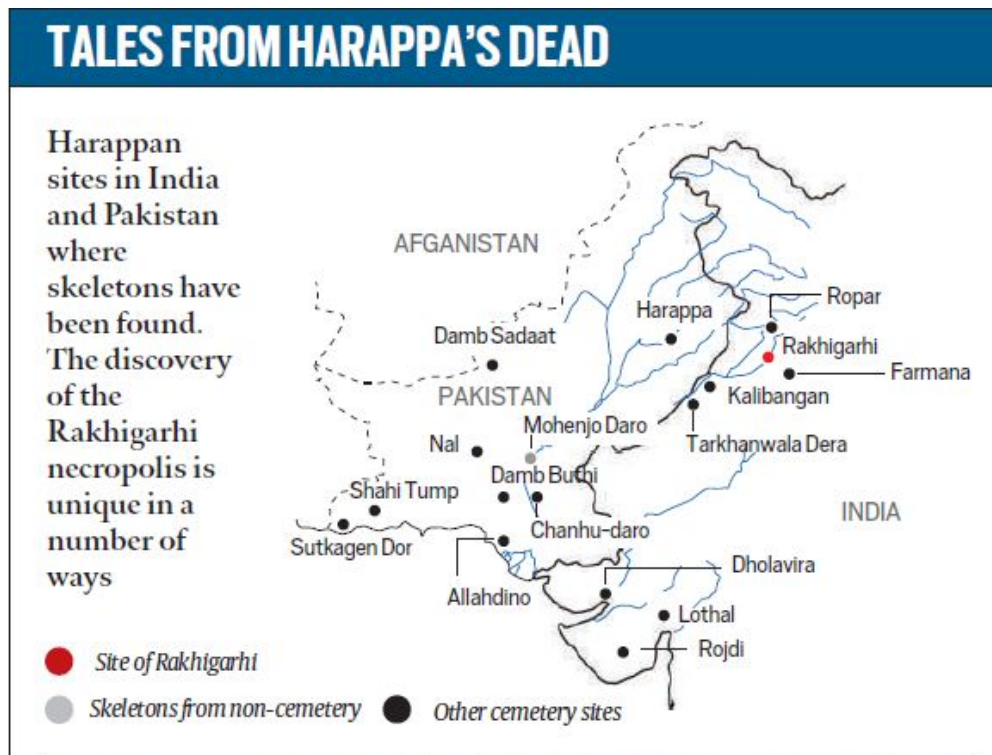 TALES FROM HARAPPA'S DEAD
Harappan
sites in India
and Pakistan
where
skeletons have
been found.
The discovery
of the
Rakhigarhi
necropolis is
unique in a
number of
ways
AFGANISTAN
Harappa
Ropar
Damb Sadaat
Rakhigarhi
Farmana
PAKISTAN
Kalibangan
Mohenjo Daro
Tarkhanwala Dera
Nal
Damb Buthi
Shahi Tump
INDIA
Chanhu-daro
Sutkagen Dor
Dholavira
Allahdino
Lothal
Rojdi
Site of Rakhigarhi
Skeletons from non-cemetery
Other cemetery sites